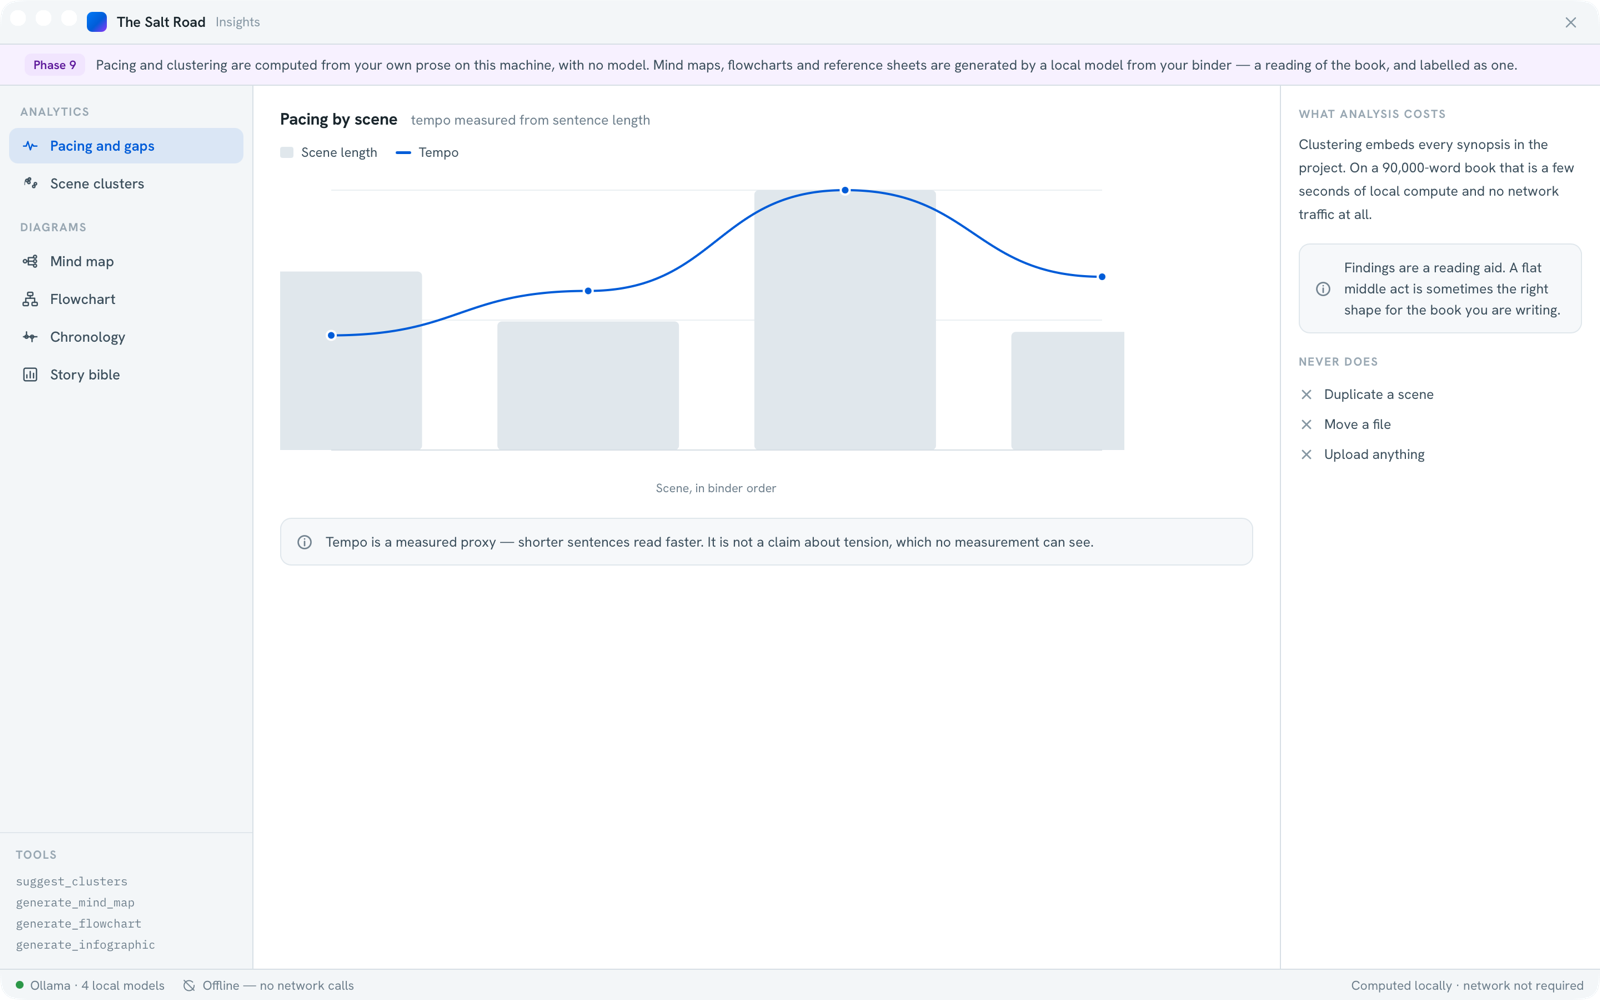 The Salt Road Insights
Phase 9 Pacing and clustering are computed from your own prose on this machine, with no model. Mind maps, flowcharts and reference sheets are generated by a local model from your binder — a reading of the book, and labelled as one.
ANALYTICS
Pacing and gaps
Scene clusters
DIAGRAMS
Mind map
Flowchart
Chronology
Story bible
TOOLS
suggest_clusters
generate_mind_map
generate_flowchart
generate_infographic
Pacing by scene tempo measured from sentence length
Scene length Tempo
Scene, in binder order
Tempo is a measured proxy — shorter sentences read faster. It is not a claim about tension, which no measurement can see.
WHAT ANALYSIS COSTS
Clustering embeds every synopsis in the
project. On a 90,000-word book that is a few
seconds of local compute and no network
traffic at all.
Findings are a reading aid. A flat
middle act is sometimes the right
shape for the book you are writing.
NEVER DOES
Duplicate a scene
Move a file
Upload anything
Ollama · 4 local models Offline — no network calls
Computed locally · network not required